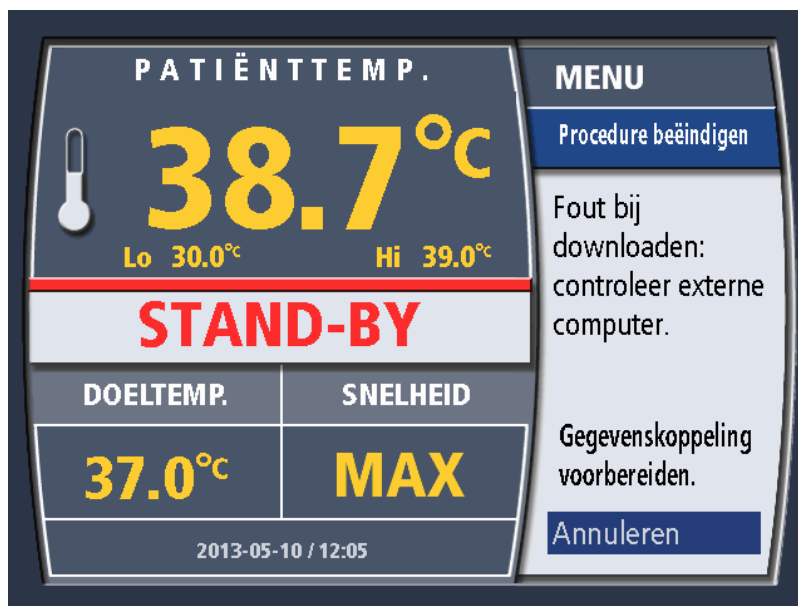 PATIËNTTEMP.
38.7°C
Lo 30.0°C Hi 39.0°C
STAND-BY
DOELTEMP. SNELHEID
37.0°C MAX
2013-05-10 / 12:05
MENU
Procedure beëindigen
Fout bij
downloaden:
controleer externe
computer.
Gegevenskoppeling
voorbereiden.
Annuleren